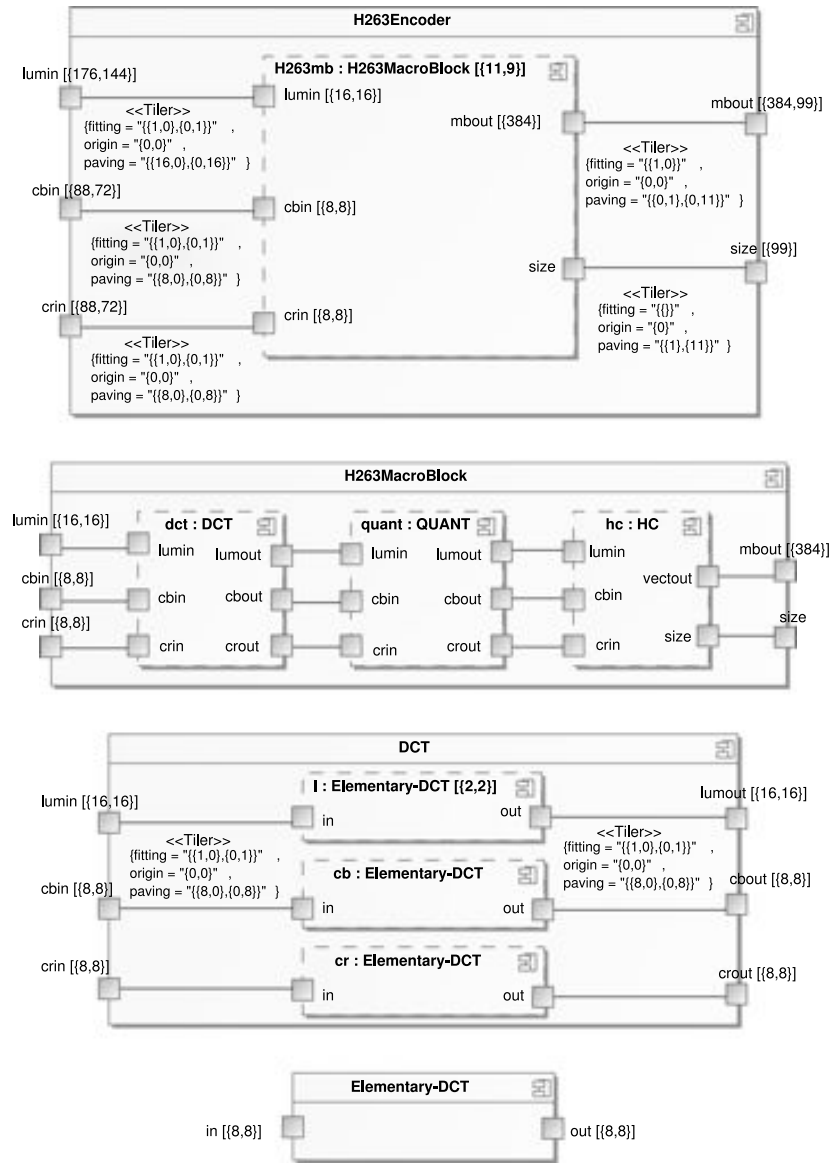 H263Encoder
lumin [{176,144}]
H263mb : H263MacroBlock [{11,9}]
lumin [{16,16}]
mbout [{384}]
mbout [{384,99}]
<<Tiler>>
{fitting = "{{1,0},{0,1}}" ,
origin = "{0,0}" ,
paving = "{{16,0},{0,16}}" }
<<Tiler>>
{fitting = "{{1,0}}" ,
origin = "{0,0}" ,
paving = "{{0,1},{0,11}}" }
cbin [{88,72}]
cbin [{8,8}]
<<Tiler>>
{fitting = "{{1,0},{0,1}}" ,
origin = "{0,0}" ,
paving = "{{8,0},{0,8}}" }
size
size [{99}]
<<Tiler>>
{fitting = "{{}}" ,
origin = "{0}" ,
paving = "{{1},{11}}" }
crin [{88,72}]
crin [{8,8}]
<<Tiler>>
{fitting = "{{1,0},{0,1}}" ,
origin = "{0,0}" ,
paving = "{{8,0},{0,8}}" }
H263MacroBlock
lumin [{16,16}]
cbin [{8,8}]
crin [{8,8}]
dct : DCT
lumin
cbin
crin
lumout
cbout
crout
quant : QUANT
lumin
cbin
crin
lumout
cbout
crout
hc : HC
lumin
cbin
crin
vectout
size
mbout [{384}]
size
DCT
lumin [{16,16}]
l : Elementary-DCT [{2,2}]
in
out
lumout [{16,16}]
<<Tiler>>
{fitting = "{{1,0},{0,1}}" ,
origin = "{0,0}" ,
paving = "{{8,0},{0,8}}" }
<<Tiler>>
{fitting = "{{1,0},{0,1}}" ,
origin = "{0,0}" ,
paving = "{{8,0},{0,8}}" }
cbin [{8,8}]
cb : Elementary-DCT
in
out
cbout [{8,8}]
crin [{8,8}]
cr : Elementary-DCT
in
out
crout [{8,8}]
Elementary-DCT
in [{8,8}]
out [{8,8}]